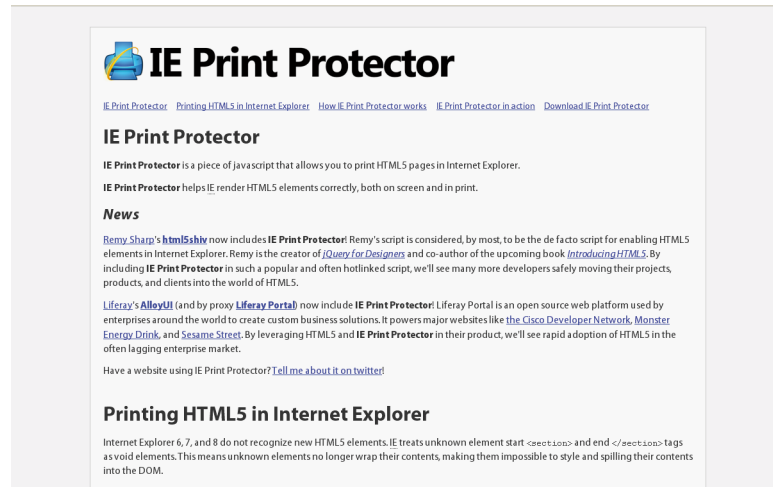 IE Print Protector
IE Print Protector Printing HTML5 in Internet Explorer How IE Print Protector works IE Print Protector in action Download IE Print Protector
IE Print Protector
IE Print Protector is a piece of javascript that allows you to print HTML5 pages in Internet Explorer.
IE Print Protector helps IE render HTML5 elements correctly, both on screen and in print.
News
Remy Sharp's html5shiv now includes IE Print Protector! Remy's script is considered, by most, to be the de facto script for enabling HTML5
elements in Internet Explorer. Remy is the creator of jQuery for Designers and co-author of the upcoming book Introducing HTML5. By
including IE Print Protector in such a popular and often hotlinked script, we'll see many more developers safely moving their projects,
products, and clients into the world of HTML5.
Liferay's AlloyUI (and by proxy Liferay Portal) now include IE Print Protector! Liferay Portal is an open source web platform used by
enterprises around the world to create custom business solutions. It powers major websites like the Cisco Developer Network, Monster
Energy Drink, and Sesame Street. By leveraging HTML5 and IE Print Protector in their product, we'll see rapid adoption of HTML5 in the
often lagging enterprise market.
Have a website using IE Print Protector? Tell me about it on twitter!
Printing HTML5 in Internet Explorer
Internet Explorer 6, 7, and 8 do not recognize new HTML5 elements. IE treats unknown element start <section> and end </section> tags
as void elements. This means unknown elements no longer wrap their contents, making them impossible to style and spilling their contents
into the DOM.